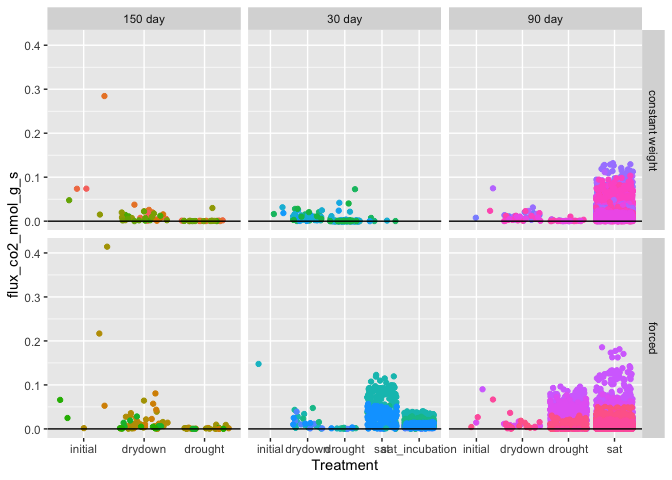 150 day
30 day
90 day
flux_co2_nmol_g_s
0.4
0.3
0.2
0.1
0.0
constant weight
0.4
0.3
0.2
0.1
0.0
forced
initial
drydown
drought
initial
drydown
drought
sat
sat_incubation
initial
drydown
drought
sat
Treatment